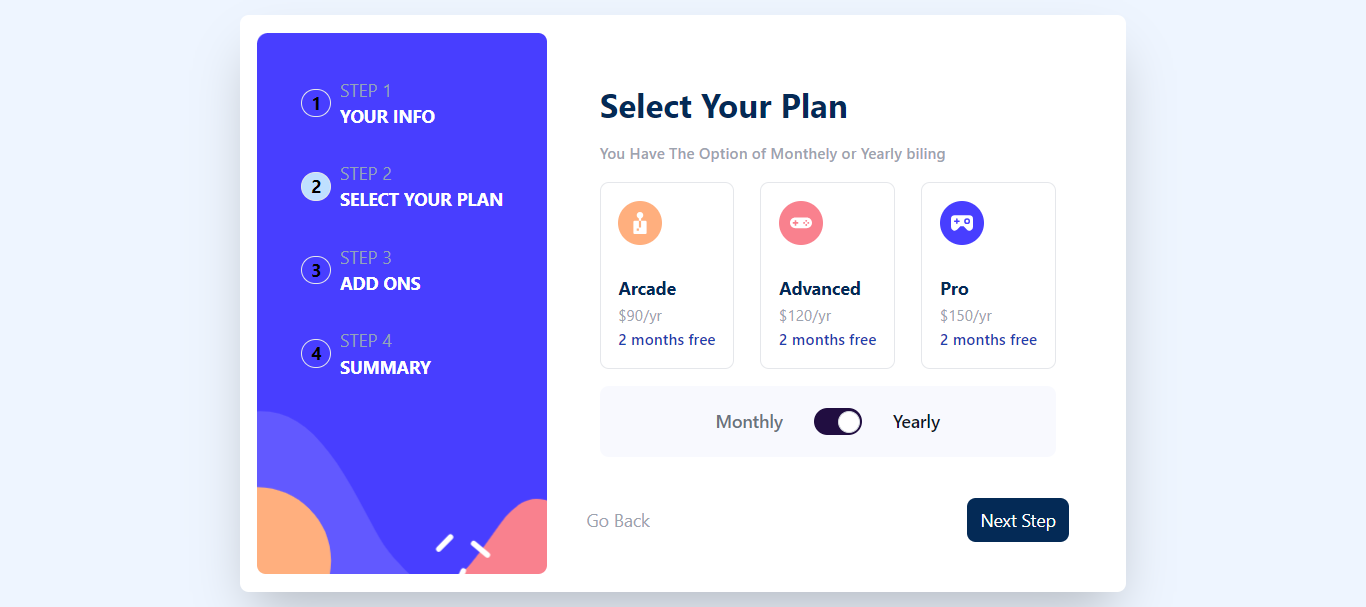 1
STEP 1
YOUR INFO
2
STEP 2
SELECT YOUR PLAN
3
STEP 3
ADD ONS
4
STEP 4
SUMMARY
Select Your Plan
You Have The Option of Monthely or Yearly biling
Arcade
$90/yr
2 months free
Advanced
$120/yr
2 months free
Pro
$150/yr
2 months free
Monthly
Yearly
Go Back
Next Step